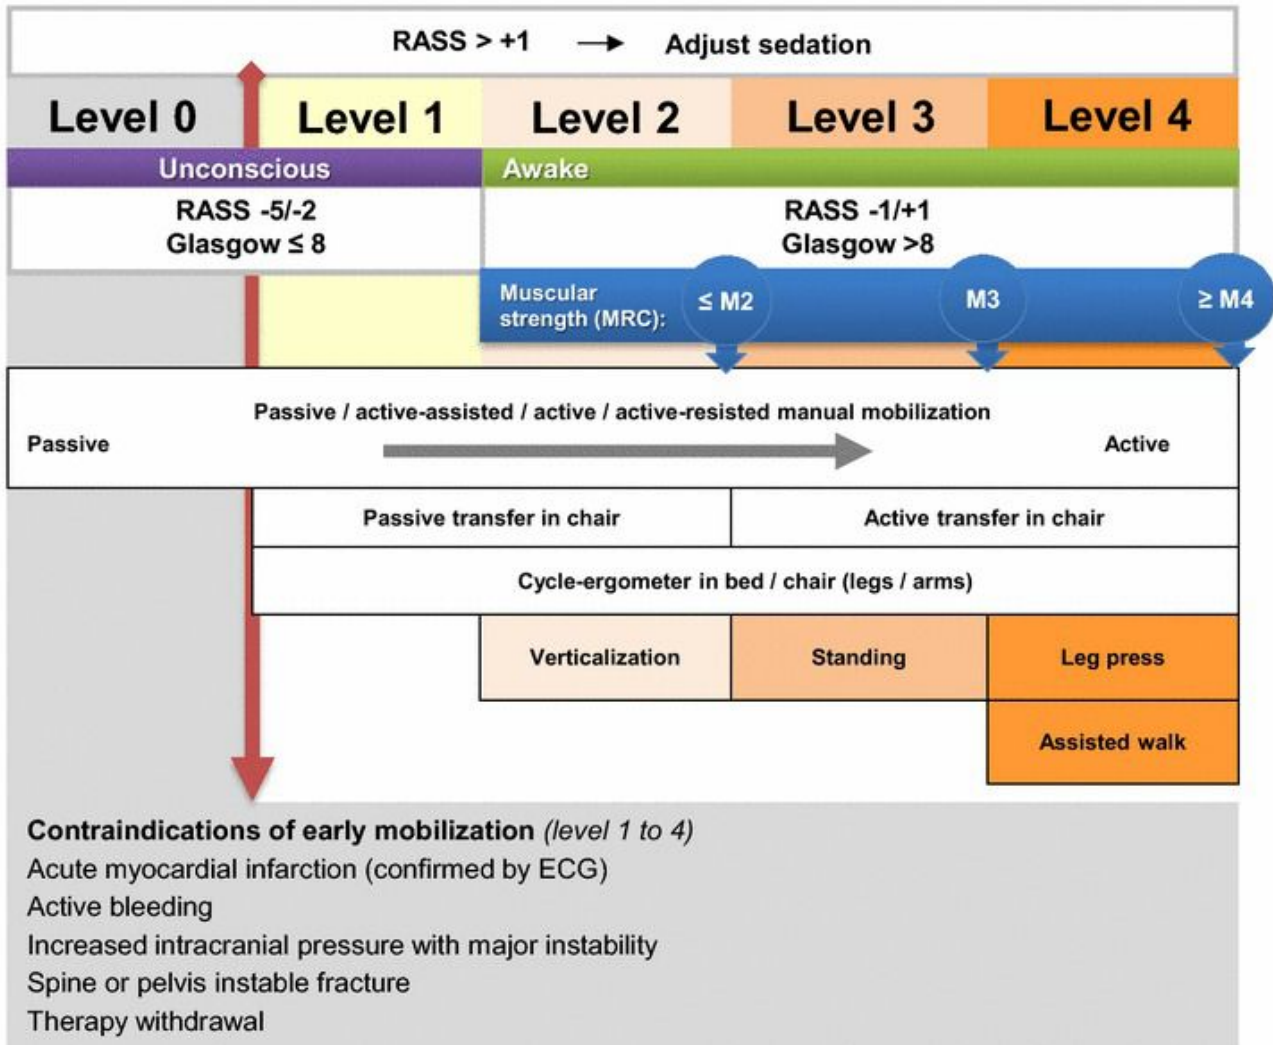 RASS > +1 → Adjust sedation
Level 0 Level 1 Level 2 Level 3 Level 4
Unconscious Awake
RASS -5/-2
Glasgow ≤ 8
RASS -1/+1
Glasgow >8
Muscular
strength (MRC):
≤ M2 M3 ≥ M4
Passive / active-assisted / active / active-resisted manual mobilization
Passive Active
Passive transfer in chair Active transfer in chair
Cycle-ergometer in bed / chair (legs / arms)
Verticalization Standing Leg press
Assisted walk
Contraindications of early mobilization (level 1 to 4)
Acute myocardial infarction (confirmed by ECG)
Active bleeding
Increased intracranial pressure with major instability
Spine or pelvis instable fracture
Therapy withdrawal